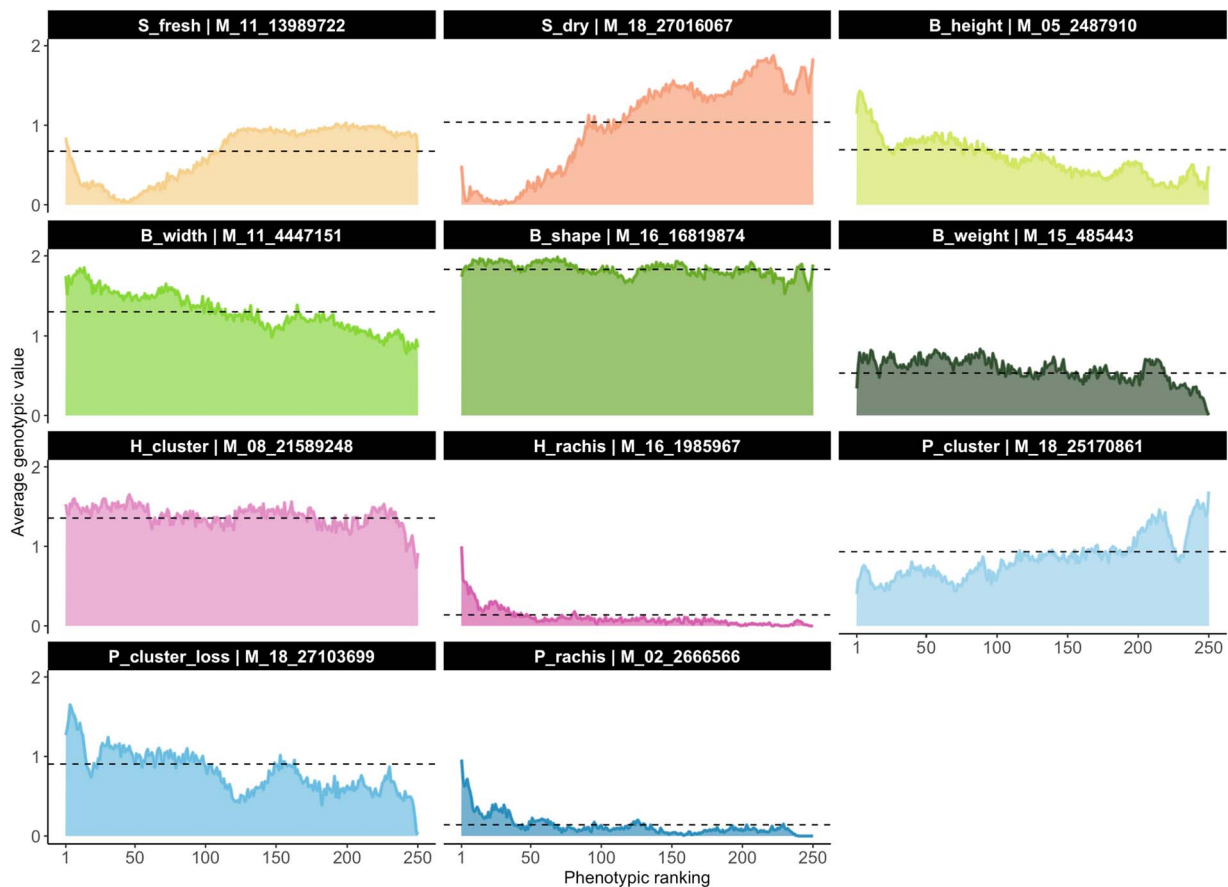 S_fresh | M_11_13989722
S_dry | M_18_27016067
B_height | M_05_2487910
2
1
0
B_width | M_11_4447151
B_shape | M_16_16819874
B_weight | M_15_485443
2
1
0
H_cluster | M_08_21589248
H_rachis | M_16_1985967
P_cluster | M_18_25170861
2
1
0
1 50 100 150 200 250
P_cluster_loss | M_18_27103699
P_rachis | M_02_2666566
2
1
0
1 50 100 150 200 250
1 50 100 150 200 250
Average genotypic value
Phenotypic ranking